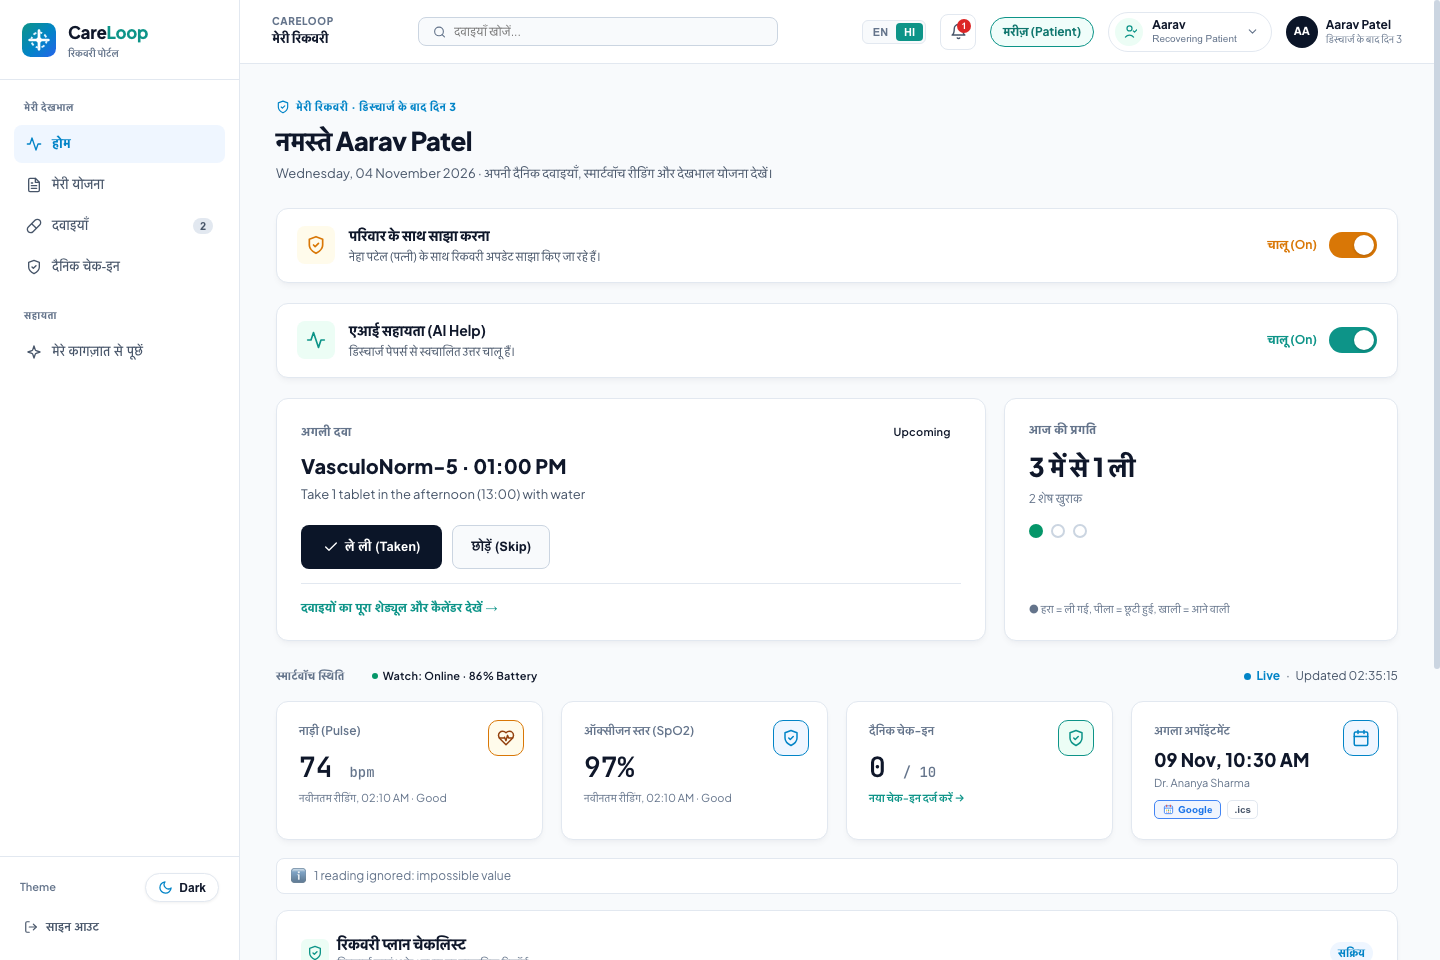 CareLoop
रिकवरी पोर्टल
मेरी देखभाल
होम
मेरी योजना
दवाइयाँ
2
दैनिक चेक-इन
सहायता
मेरे कागज़ात से पूछें
Theme
Dark
साइन आउट
CARELOOP
मेरी रिकवरी
दवाइयाँ खोजें...
EN
HI
1
मरीज़ (Patient)
Aarav
Recovering Patient
AA
Aarav Patel
डिस्चार्ज के बाद दिन 3
मेरी रिकवरी · डिस्चार्ज के बाद दिन 3
नमस्ते Aarav Patel
Wednesday, 04 November 2026 · अपनी दैनिक दवाइयाँ, स्मार्टवॉच रीडिंग और देखभाल योजना देखें।
परिवार के साथ साझा करना
नेहा पटेल (पत्नी) के साथ रिकवरी अपडेट साझा किए जा रहे हैं।
चालू (On)
एआई सहायता (AI Help)
डिस्चार्ज पेपर्स से स्वचालित उत्तर चालू हैं।
चालू (On)
अगली दवा
Upcoming
VasculoNorm-5 · 01:00 PM
Take 1 tablet in the afternoon (13:00) with water
ले ली (Taken)
छोड़ें (Skip)
दवाइयों का पूरा शेड्यूल और कैलेंडर देखें →
आज की प्रगति
3 में से 1 ली
2 शेष खुराक
हरा = ली गई, पीला = छूटी हुई, खाली = आने वाली
स्मार्टवॉच स्थिति
Watch: Online · 86% Battery
Live · Updated 02:35:15
नाड़ी (Pulse)
74 bpm
नवीनतम रीडिंग, 02:10 AM · Good
ऑक्सीजन स्तर (SpO2)
97%
नवीनतम रीडिंग, 02:10 AM · Good
दैनिक चेक-इन
0 / 10
नया चेक-इन दर्ज करें →
अगला अपॉइंटमेंट
09 Nov, 10:30 AM
Dr. Ananya Sharma
Google
.ics
1 reading ignored: impossible value
रिकवरी प्लान चेकलिस्ट
सक्रिय